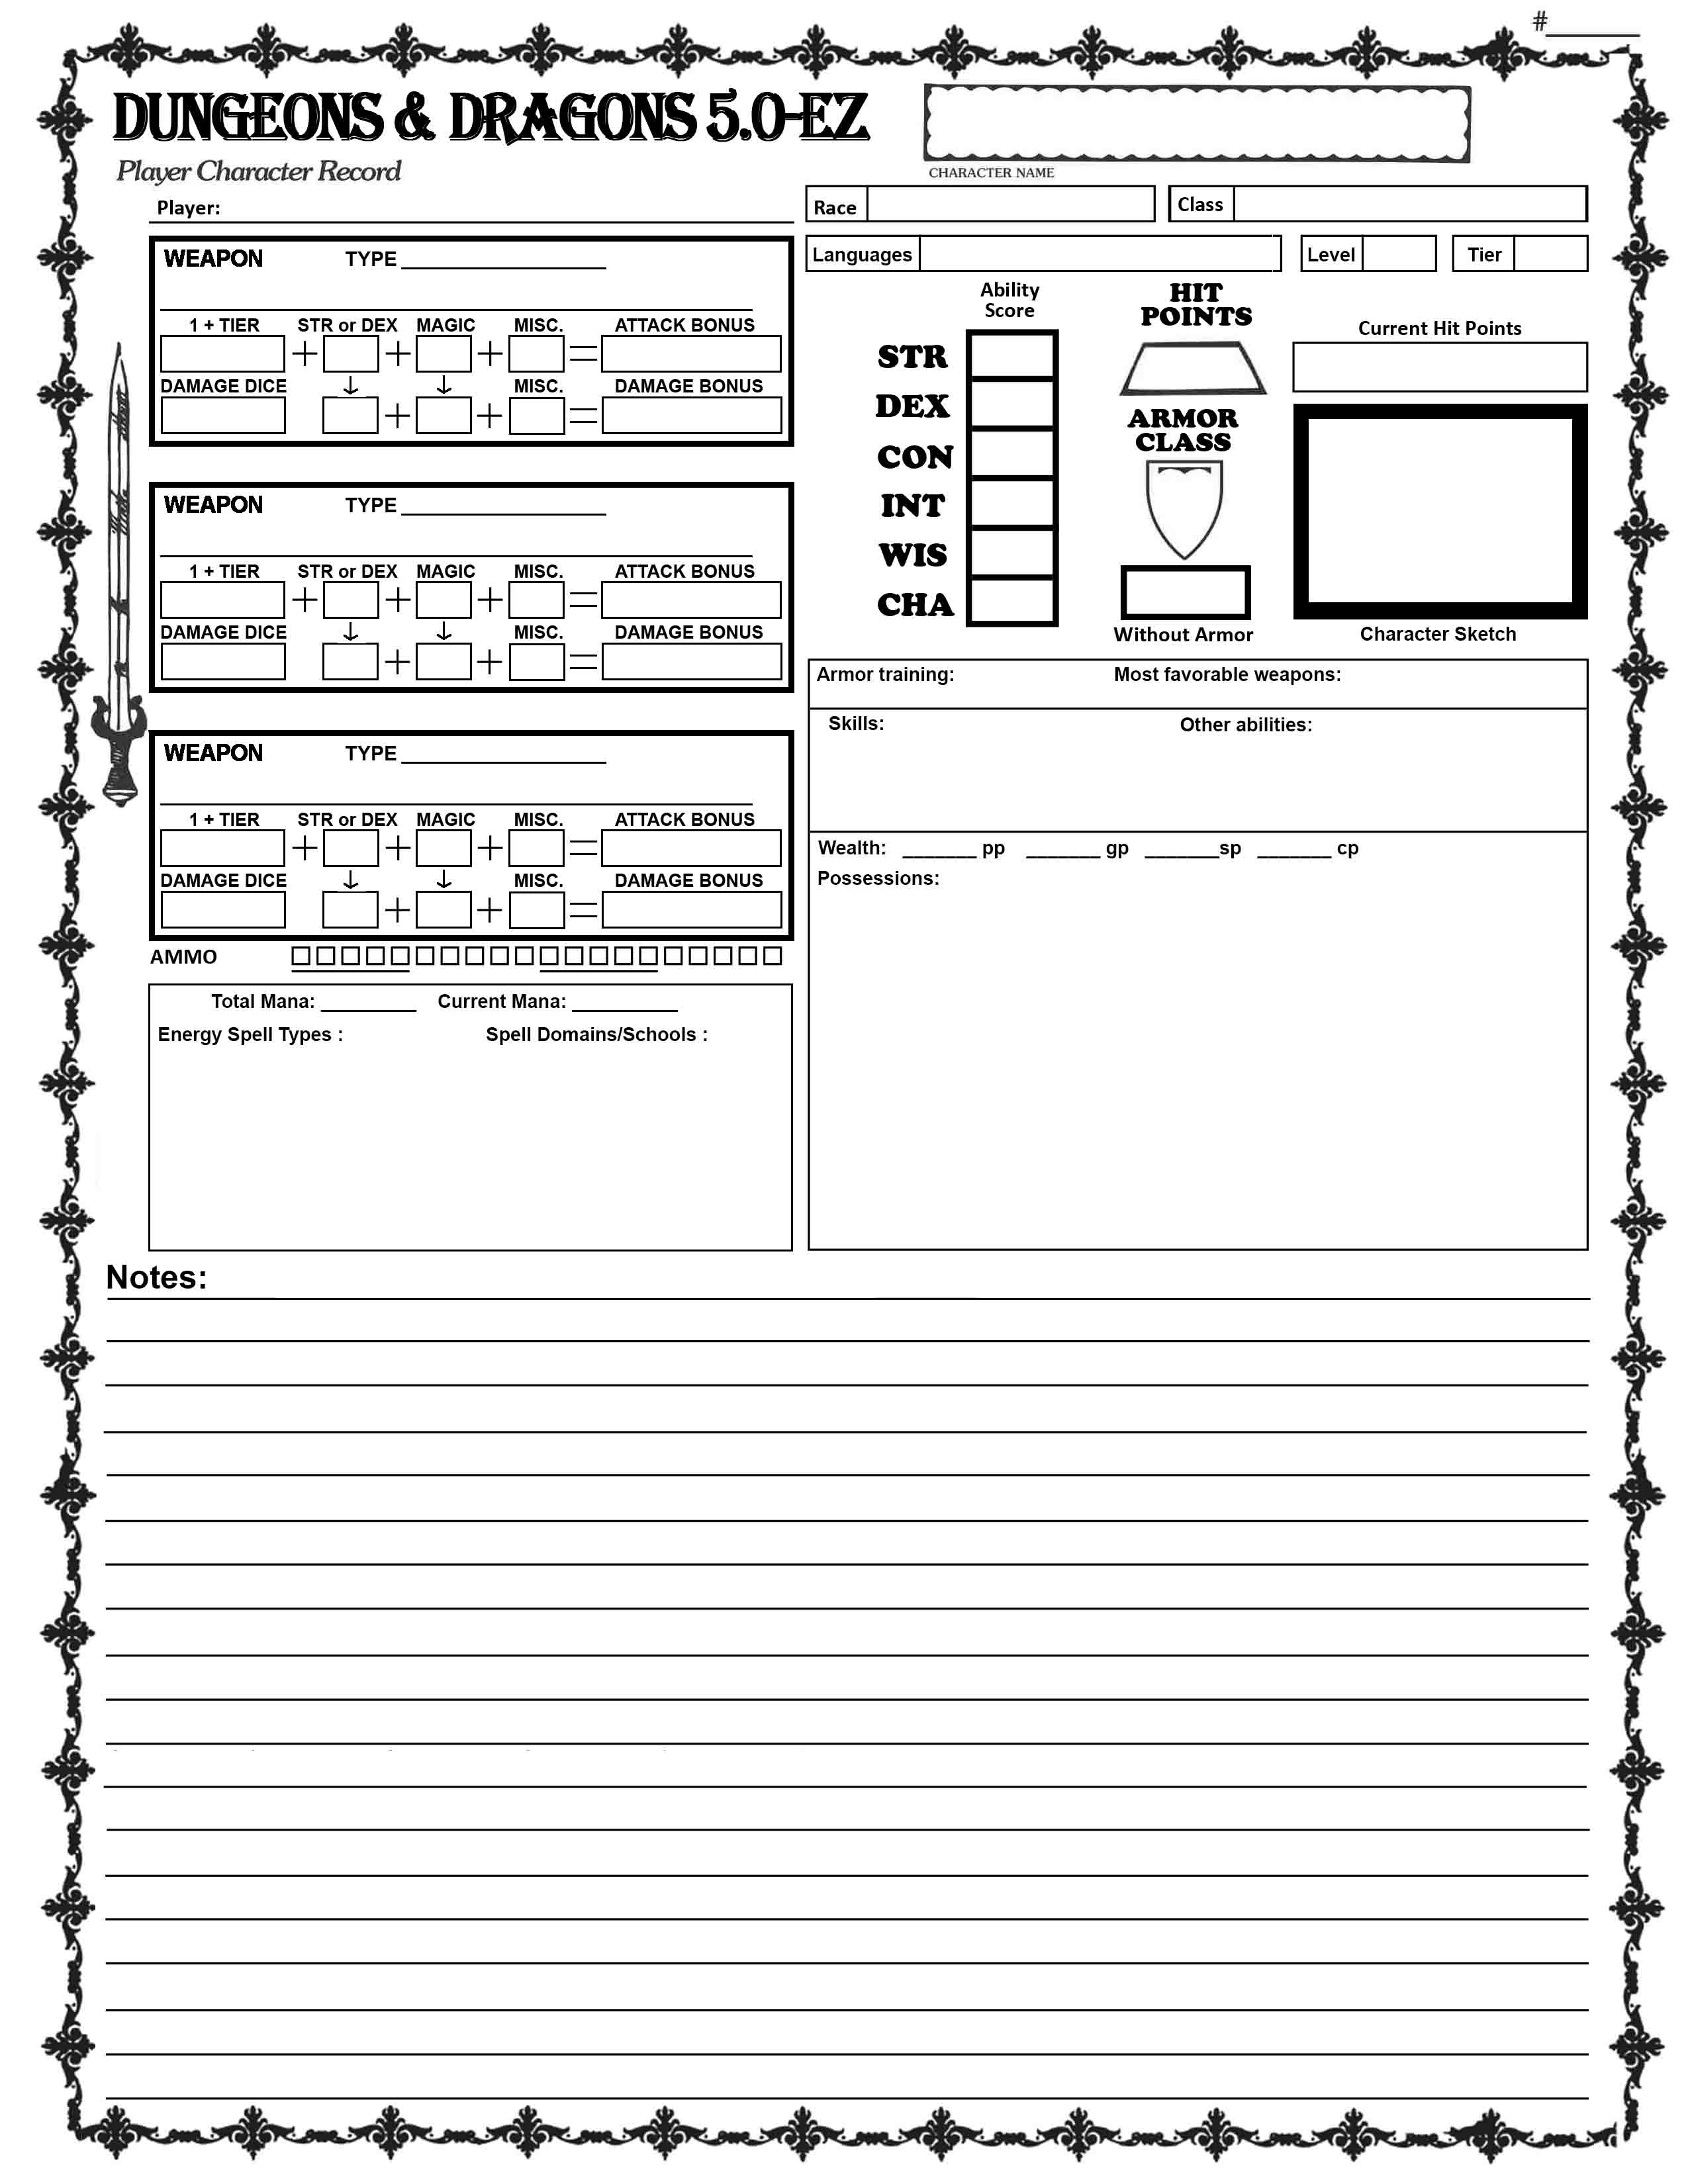 #
DUNGEONS & DRAGONS 5.0-EZ
Player Character Record
CHARACTER NAME
Player:
Race
Class
Languages
Level
Tier
WEAPON TYPE
1 + TIER STR or DEX MAGIC MISC. ATTACK BONUS
+ + + =
DAMAGE DICE ↓ ↓ MISC. DAMAGE BONUS
+ + =
WEAPON TYPE
1 + TIER STR or DEX MAGIC MISC. ATTACK BONUS
+ + + =
DAMAGE DICE ↓ ↓ MISC. DAMAGE BONUS
+ + =
WEAPON TYPE
1 + TIER STR or DEX MAGIC MISC. ATTACK BONUS
+ + + =
DAMAGE DICE ↓ ↓ MISC. DAMAGE BONUS
+ + =
AMMO
Total Mana: Current Mana:
Energy Spell Types : Spell Domains/Schools :
Ability
Score
STR
DEX
CON
INT
WIS
CHA
HIT
POINTS
ARMOR
CLASS
Without Armor
Current Hit Points
Character Sketch
Armor training: Most favorable weapons:
Skills: Other abilities:
Wealth: _______ pp _______ gp _______sp _______ cp
Possessions:
Notes: